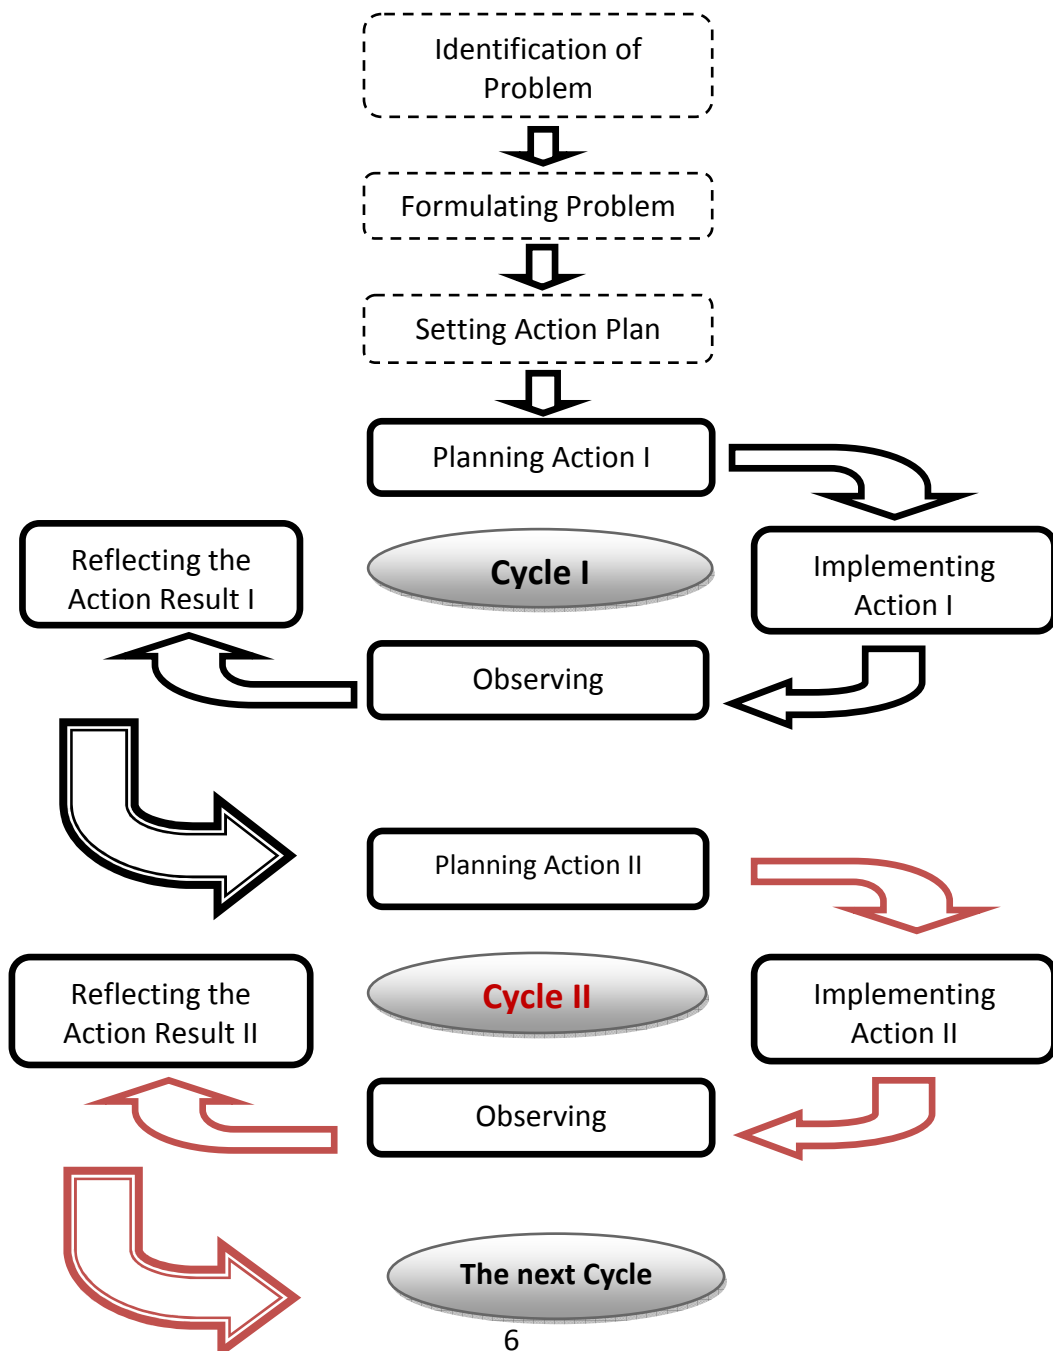 Identification of
Problem
Formulating Problem
Setting Action Plan
Planning Action I
Reflecting the
Action Result I
Cycle I
Implementing
Action I
Observing
Planning Action II
Reflecting the
Action Result II
Cycle II
Implementing
Action II
Observing
The next Cycle
6